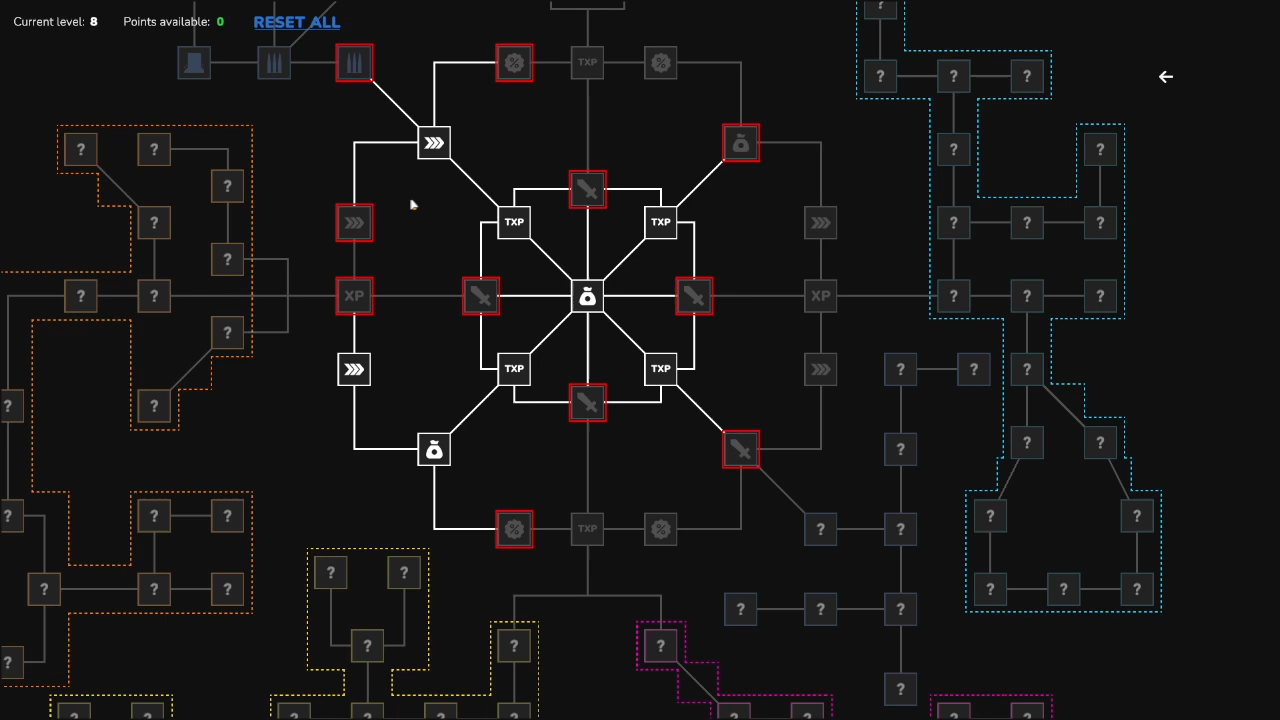 Current level: 8 Points available: 0 RESET ALL
TXP
? ? ?
? ? ? ?
?
? TXP TXP ? ? ?
?
? ? XP XP ? ? ?
?
TXP TXP ? ? ?
? ?
? ? ?
? ? ? ?
TXP ? ?
? ?
? ? ? ? ? ?
? ? ?
? ? ?
? ? ?
?
? ? ? ? ? ? ? ? ? ?